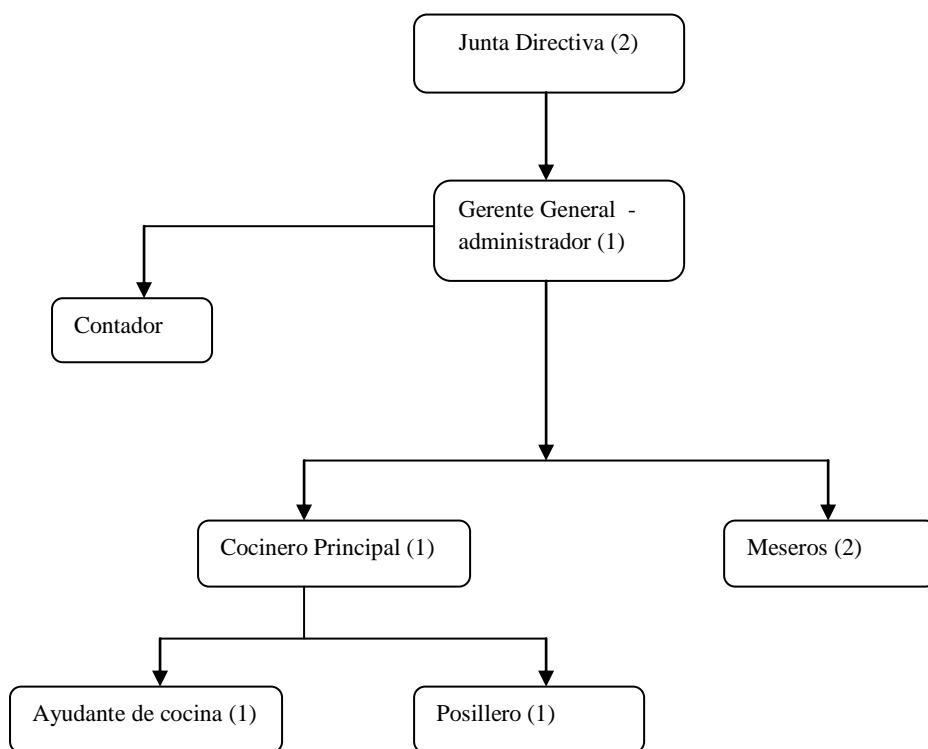 Junta Directiva (2)
Gerente General  -
administrador (1)
Contador
Cocinero Principal (1)
Meseros (2)
Ayudante de cocina (1)
Posillero (1)